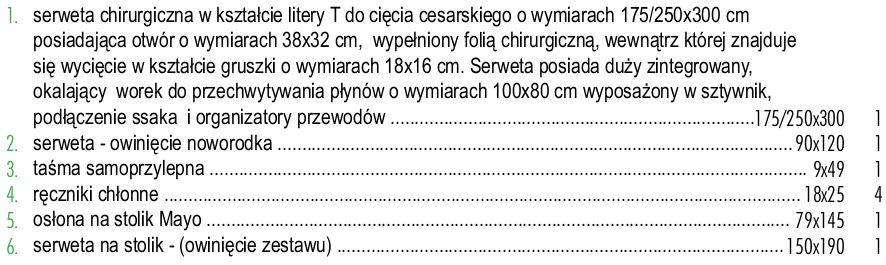 1. serweta chirurgiczna w kształcie litery T do cięcia cesarskiego o wymiarach 175/250x300 cm
posiadająca otwór o wymiarach 38x32 cm, wypełniony folią chirurgiczną, wewnątrz której znajduje
się wycięcie w kształcie gruszki o wymiarach 18x16 cm. Serweta posiada duży zintegrowany,
okalający worek do przechwytywania płynów o wymiarach 100x80 cm wyposażony w sztywnik,
podłączenie ssaka i organizatory przewodów ........................................................................... 175/250x300 1
2. serweta - owinięcie noworodka ........................................................................................................... 90x120 1
3. taśma samoprzylepna ........................................................................................................................... 9x49 1
4. ręczniki chłonne .................................................................................................................................... 18x25 4
5. osłona na stolik Mayo ......................................................................................................................... 79x145 1
6. serweta na stolik - (owinięcie zestawu) ............................................................................................ 150x190 1